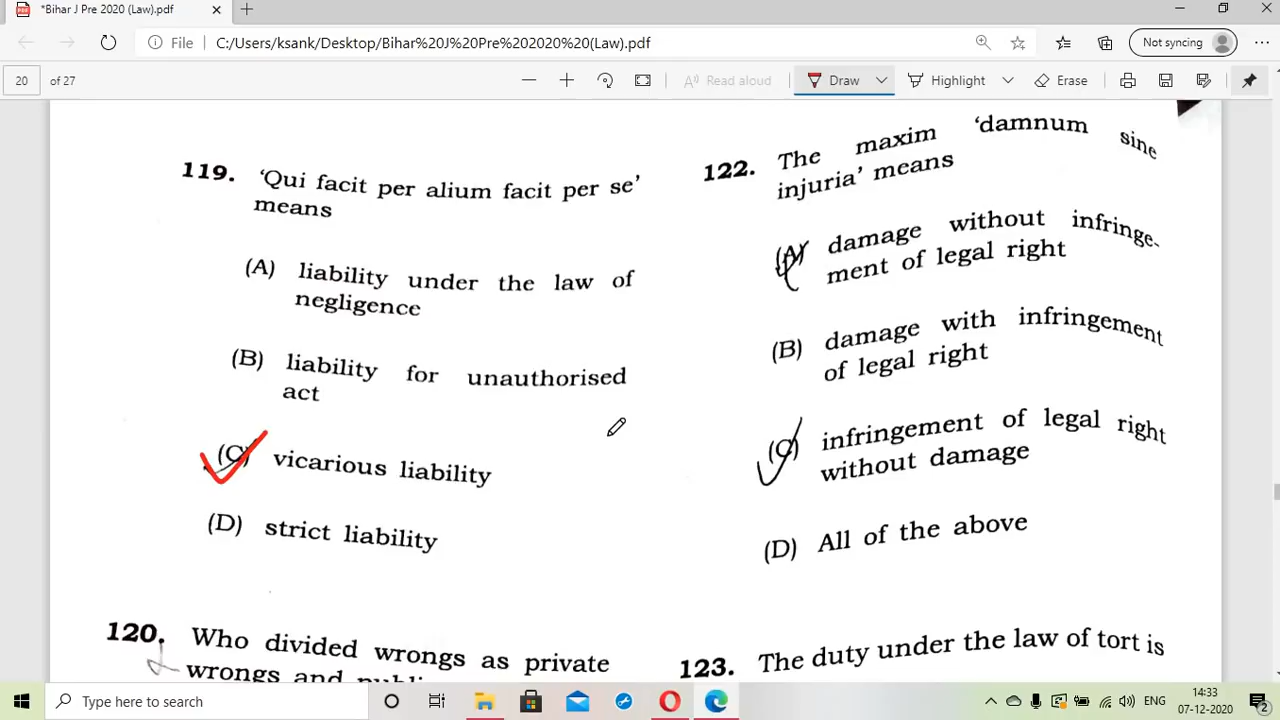 *Bihar J Pre 2020 (Law).pdf
File
C:/Users/ksank/Desktop/Bihar%20J%20Pre%202020%20(Law).pdf
Not syncing
20 of 27
Read aloud
Draw
Highlight
Erase
119. 'Qui facit per alium facit per se'
means
(A) liability under the law of
negligence
(B) liability for unauthorised
act
(C) vicarious liability
(D) strict liability
120. Who divided wrongs as private
wrongs and
122. The maxim 'damnum sine
injuria' means
(A) damage without infringe-
ment of legal right
(B) damage with infringement
of legal right
(C) infringement of legal right
without damage
(D) All of the above
123. The duty under the law of tort is
Type here to search
ENG
14:33
07-12-2020
2